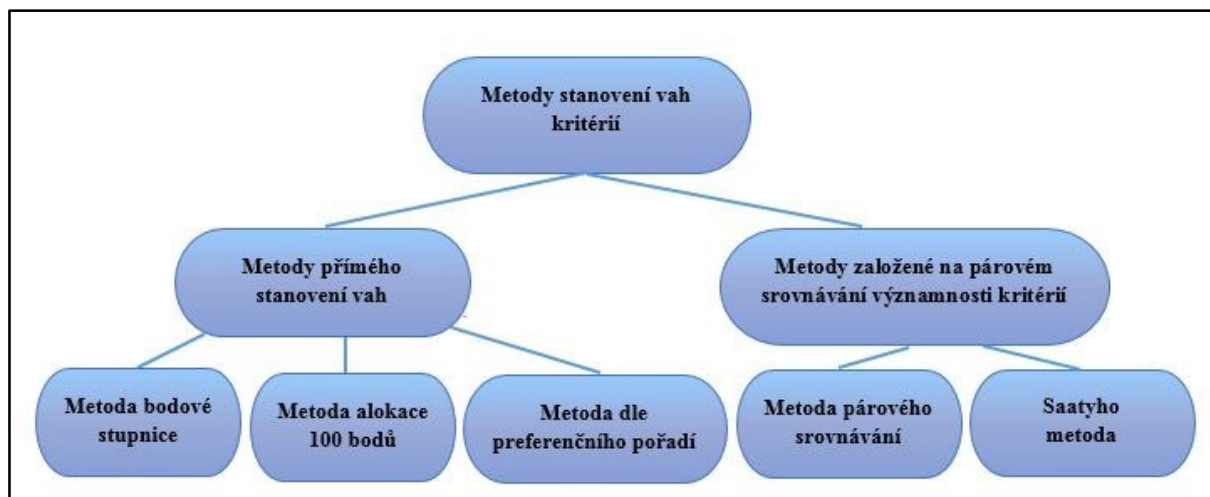 Metody stanovení vah
kritérií
Metody přímého
stanovení vah
Metody založené na párovém
srovnávání významnosti kritérií
Metoda bodové
stupnice
Metoda alokace
100 bodů
Metoda dle
preferenčního pořadí
Metoda párového
srovnávání
Saatyho
metoda